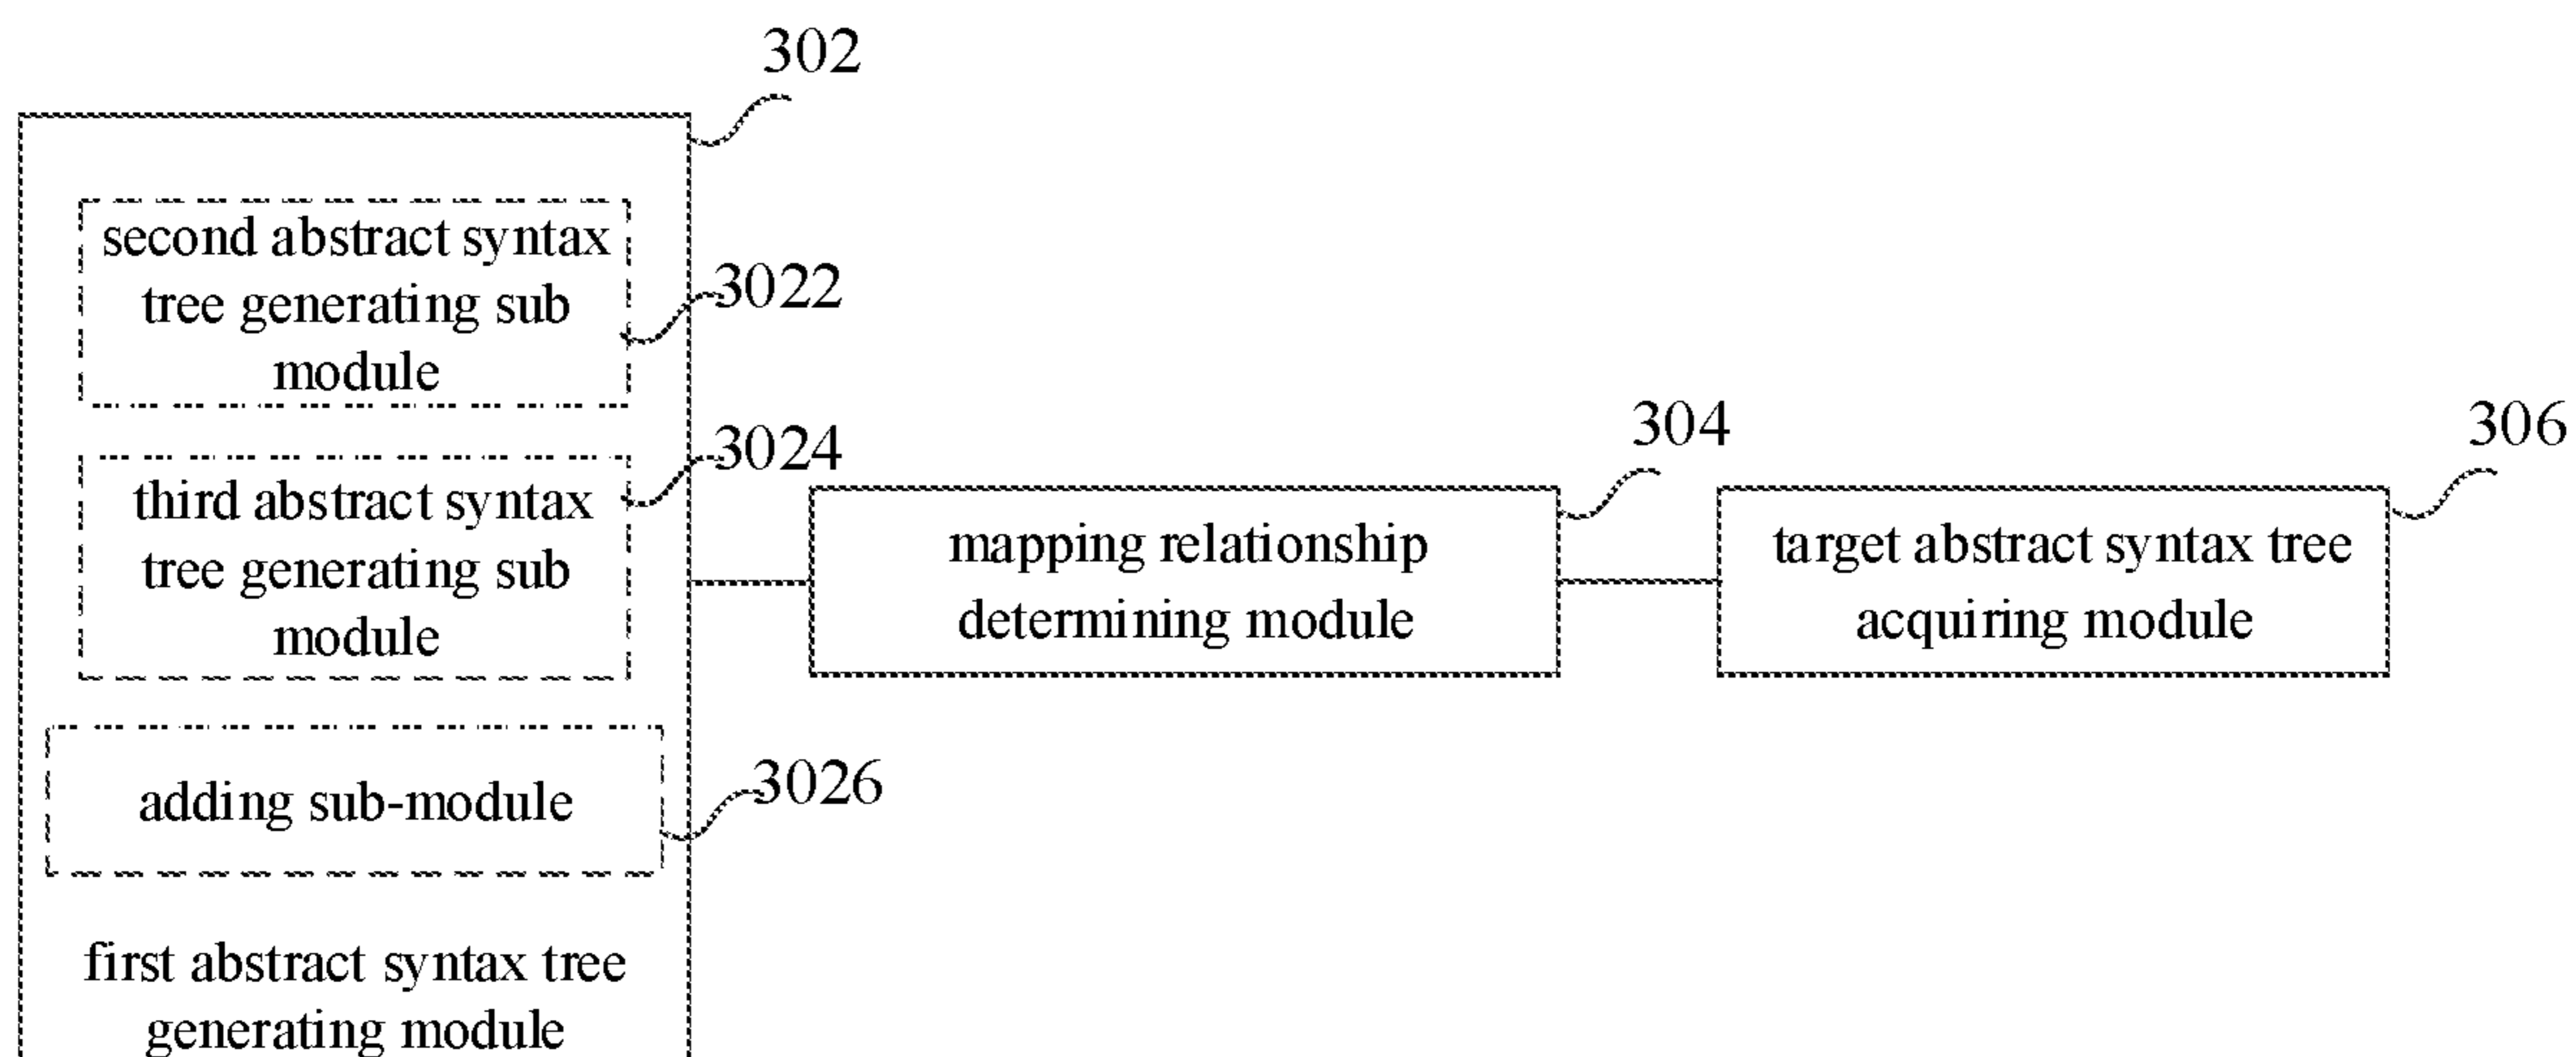 302
second abstract syntax
tree generating sub
module
3022
third abstract syntax
tree generating sub
module
3024
adding sub-module
3026
first abstract syntax tree
generating module
304
mapping relationship
determining module
306
target abstract syntax tree
acquiring module